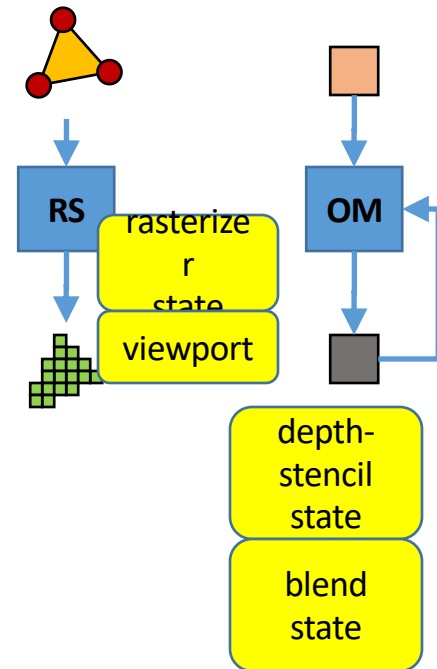 RS
OM
rasterize
r
state
viewport
depth-
stencil
state
blend
state